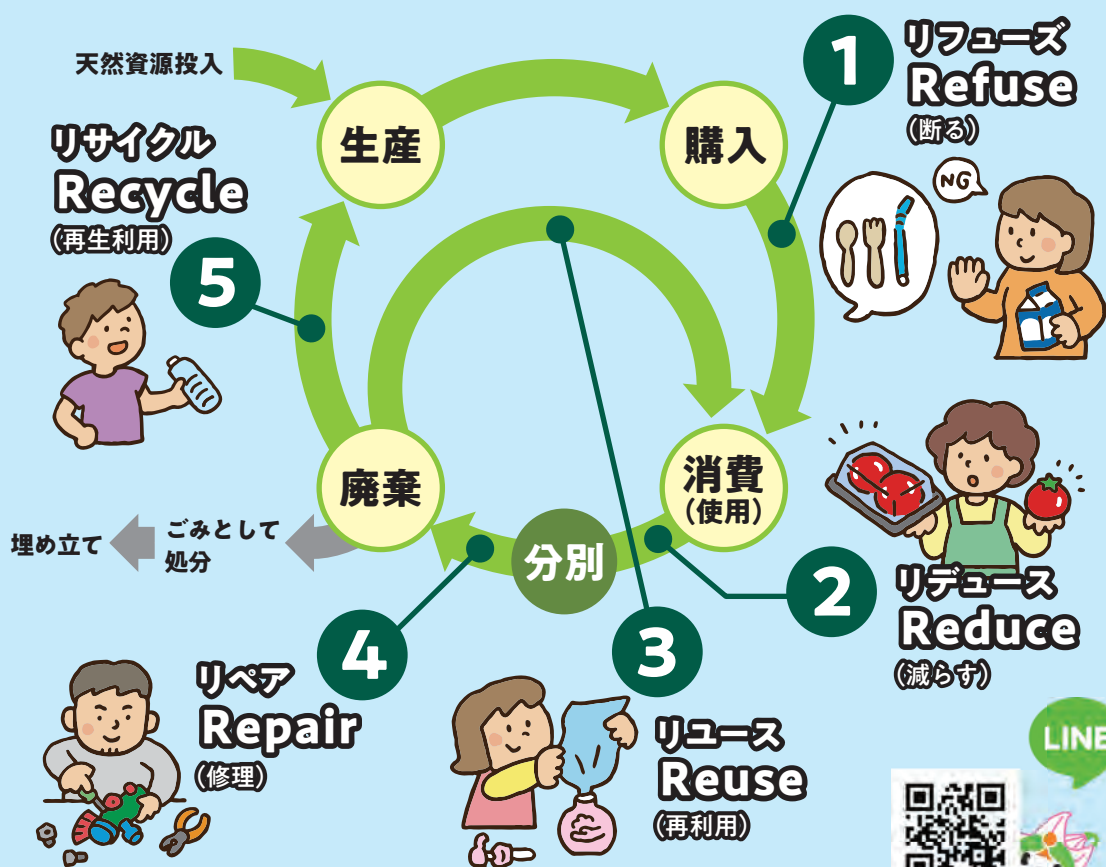 天然資源投入
生産
購入
1
リフューズ
Refuse
(断る)
NG
リサイクル
Recycle
(再生利用)
5
廃棄
消費
(使用)
埋め立て
ごみとして
処分
分別
2
リデュース
Reduce
(減らす)
4
リペア
Repair
(修理)
3
リユース
Reuse
(再利用)
LINE